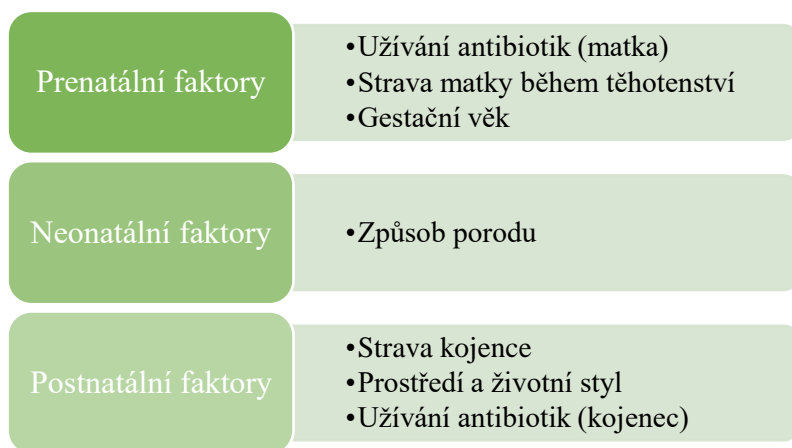 Prenatální faktory
•Užívání antibiotik (matka)
•Strava matky během těhotenství
•Gestační věk
Neonatální faktory
•Způsob porodu
Postnatální faktory
•Strava kojence
•Prostředí a životní styl
•Užívání antibiotik (kojenec)